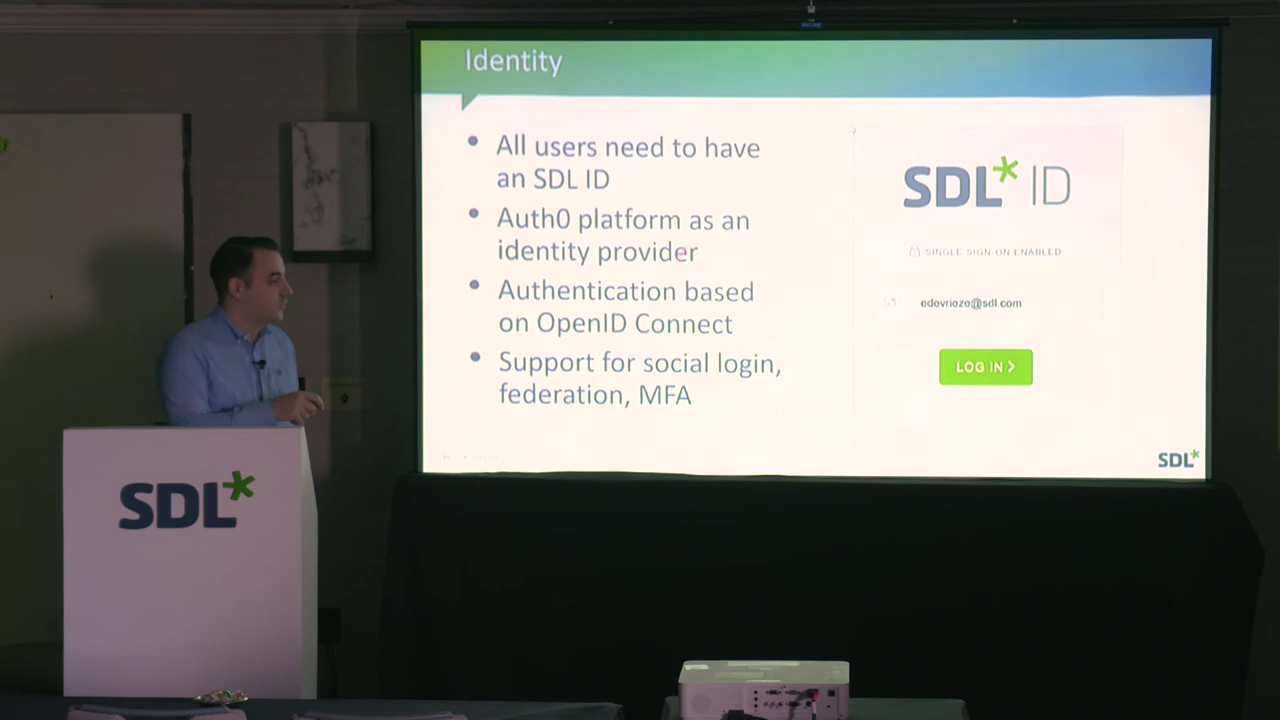 Identity
All users need to have
an SDL ID
Auth0 platform as an
identity provider
Authentication based
on OpenID Connect
Support for social login,
federation, MFA
SDL* ID
SINGLE SIGN-ON ENABLED
edevrieze@sdl.com
LOG IN >
SDL*
SDL*